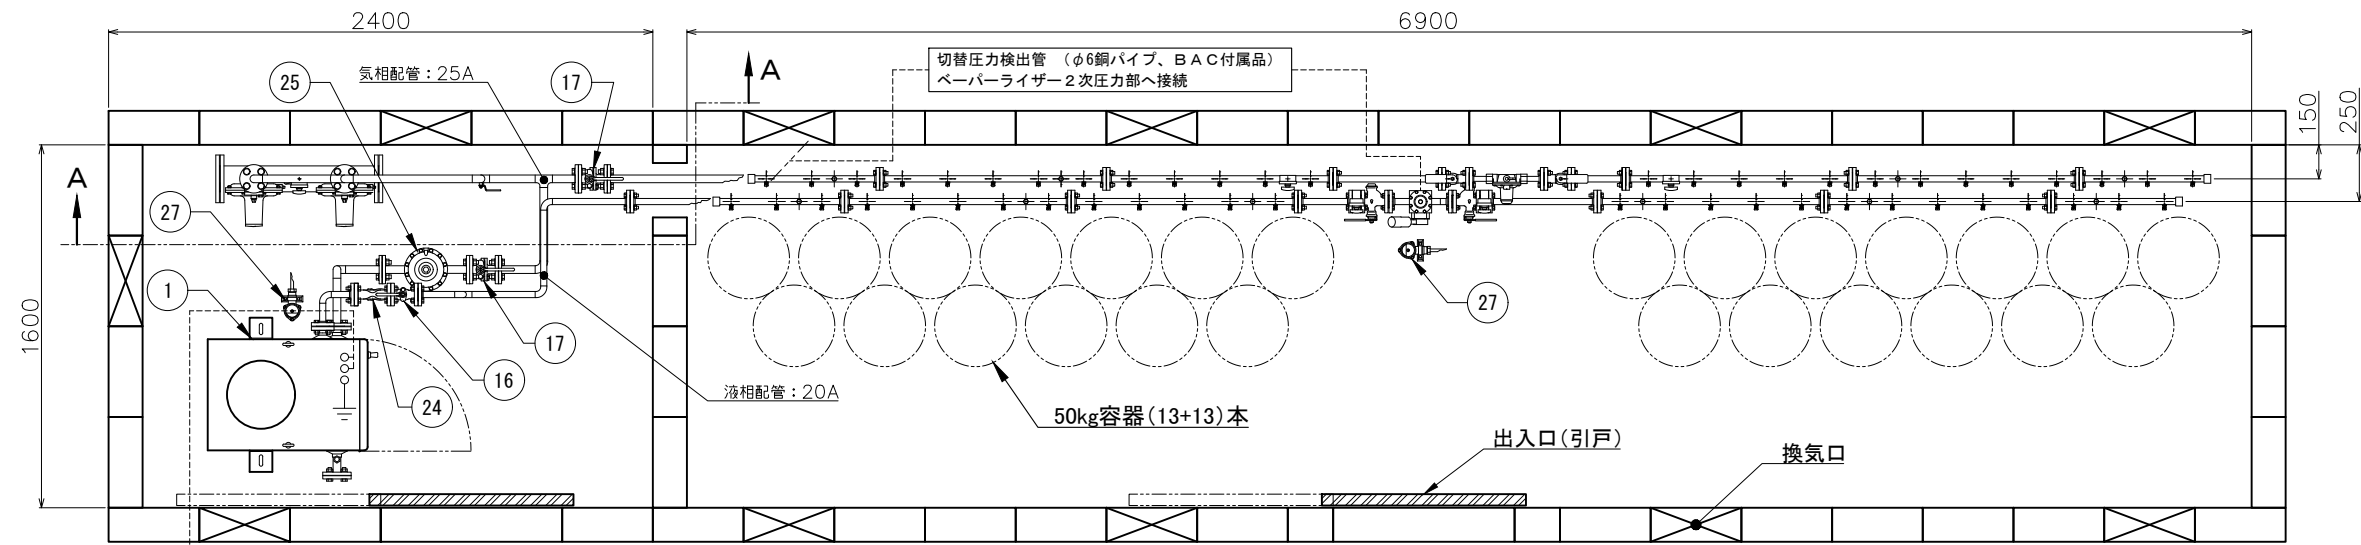 2400
6900
切替圧力検出管　（φ6銅パイプ、ＢＡＣ付属品）
ベーパーライザー２次圧力部へ接続
気相配管：25A
25
17
A
150
250
A
27
1
1600
27
17
16
24
液相配管：20A
50kg容器(13+13)本
出入口(引戸)
換気口